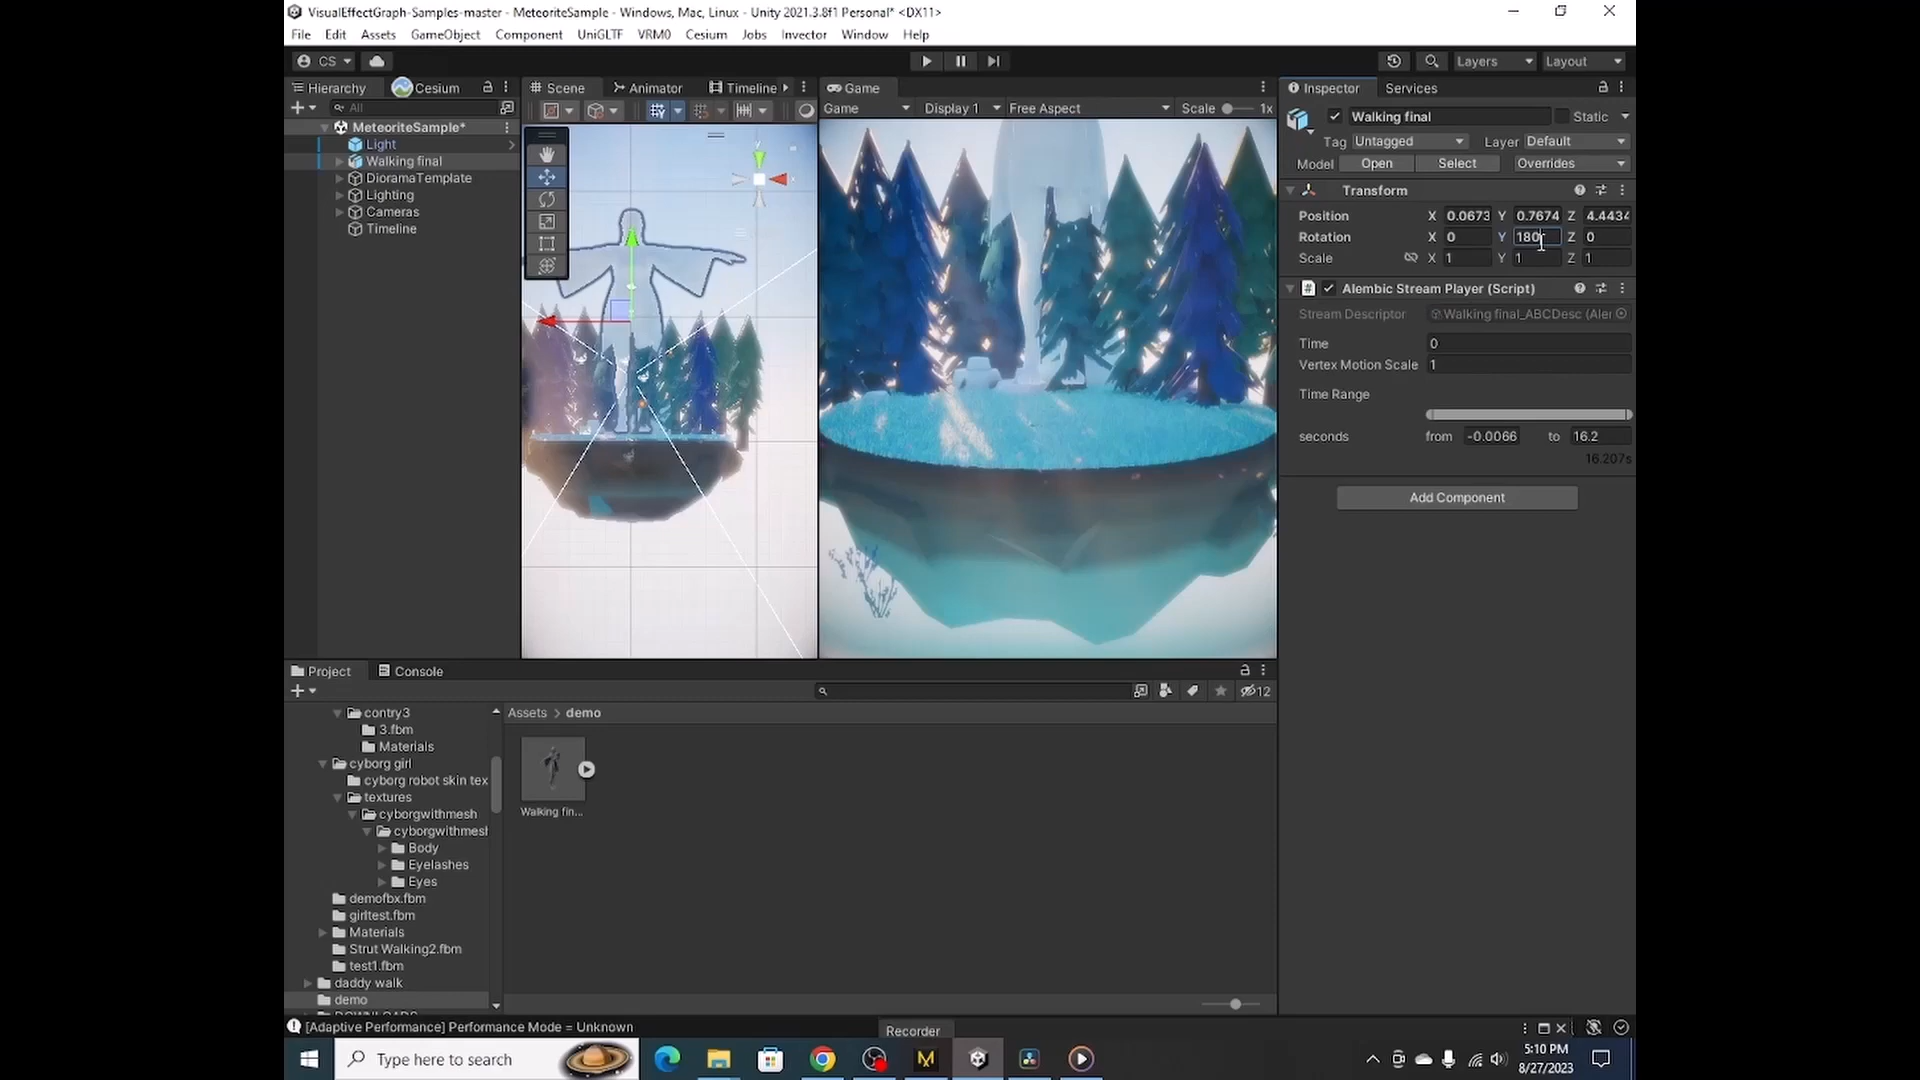 VisualEffectGraph-Samples-master - MeteoriteSample - Windows, Mac, Linux - Unity 2021.3.8f1 Personal* <DX11>
File Edit Assets GameObject Component UniGLTF VRM0 Cesium Jobs Invector Window Help
CS Layers Layout
Hierarchy Cesium Scene Animator Timeline Game Inspector Services
All Game Display 1 Free Aspect Scale 1x
Walking final Static
Tag Untagged Layer Default
Model Open Select Overrides
MeteoriteSample*
Light
Walking final
DioramaTemplate
Lighting
Cameras
Timeline
Transform
Position X 0.0673 Y 0.7674 Z 4.4434
Rotation X 0 Y 180 Z 0
Scale X 1 Y 1 Z 1
Alembic Stream Player (Script)
Stream Descriptor Walking final_ABCDesc (Aler
Time 0
Vertex Motion Scale 1
Time Range
seconds from -0.0066 to 16.2
16.207s
Add Component
Project Console
12
contry3
3.fbm
Materials
cyborg girl
cyborg robot skin tex
textures
cyborgwithmesh
cyborgwithmesh
Body
Eyelashes
Eyes
demofbx.fbm
girltest.fbm
Materials
Strut Walking2.fbm
test1.fbm
daddy walk
demo
Assets > demo
Walking fin...
[Adaptive Performance] Performance Mode = Unknown
Recorder
Type here to search
5:10 PM
8/27/2023